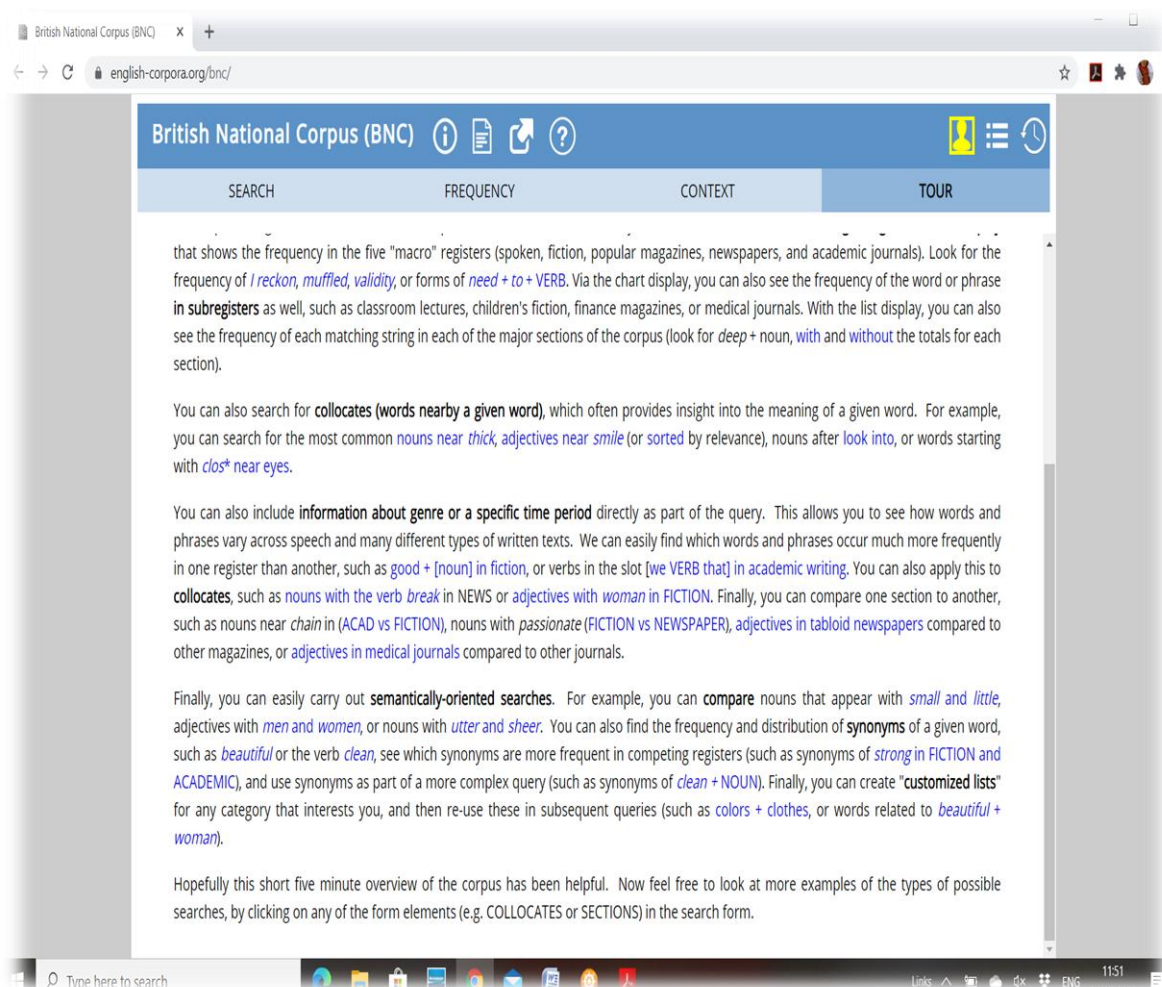 British National Corpus (BNC)
english-corpora.org/bnc/
British National Corpus (BNC)
SEARCH FREQUENCY CONTEXT TOUR
that shows the frequency in the five "macro" registers (spoken, fiction, popular magazines, newspapers, and academic journals). Look for the
frequency of I reckon, muffled, validity, or forms of need + to + VERB. Via the chart display, you can also see the frequency of the word or phrase
in subregisters as well, such as classroom lectures, children's fiction, finance magazines, or medical journals. With the list display, you can also
see the frequency of each matching string in each of the major sections of the corpus (look for deep + noun, with and without the totals for each
section).
You can also search for collocates (words nearby a given word), which often provides insight into the meaning of a given word. For example,
you can search for the most common nouns near thick, adjectives near smile (or sorted by relevance), nouns after look into, or words starting
with clos* near eyes.
You can also include information about genre or a specific time period directly as part of the query. This allows you to see how words and
phrases vary across speech and many different types of written texts. We can easily find which words and phrases occur much more frequently
in one register than another, such as good + [noun] in fiction, or verbs in the slot [we VERB that] in academic writing. You can also apply this to
collocates, such as nouns with the verb break in NEWS or adjectives with woman in FICTION. Finally, you can compare one section to another,
such as nouns near chain in (ACAD vs FICTION), nouns with passionate (FICTION vs NEWSPAPER), adjectives in tabloid newspapers compared to
other magazines, or adjectives in medical journals compared to other journals.
Finally, you can easily carry out semantically-oriented searches. For example, you can compare nouns that appear with small and little,
adjectives with men and women, or nouns with utter and sheer. You can also find the frequency and distribution of synonyms of a given word,
such as beautiful or the verb clean, see which synonyms are more frequent in competing registers (such as synonyms of strong in FICTION and
ACADEMIC), and use synonyms as part of a more complex query (such as synonyms of clean + NOUN). Finally, you can create "customized lists"
for any category that interests you, and then re-use these in subsequent queries (such as colors + clothes, or words related to beautiful +
woman).
Hopefully this short five minute overview of the corpus has been helpful. Now feel free to look at more examples of the types of possible
searches, by clicking on any of the form elements (e.g. COLLOCATES or SECTIONS) in the search form.
Type here to search Links ENG 11:51